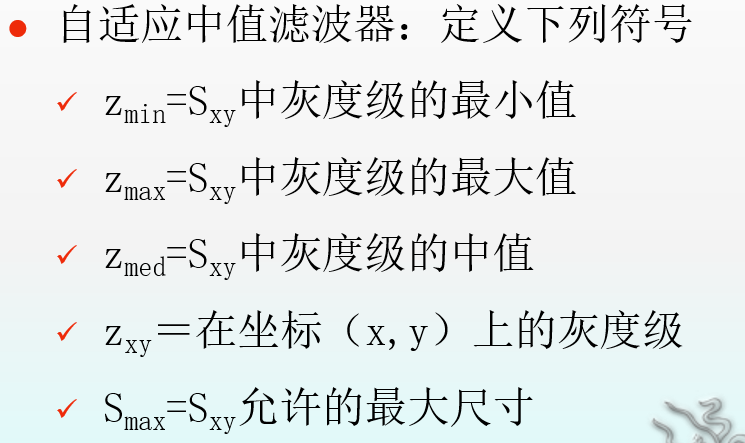 自适应中值滤波器：定义下列符号
zmin=Sxy中灰度级的最小值
zmax=Sxy中灰度级的最大值
zmed=Sxy中灰度级的中值
zxy＝在坐标（x,y）上的灰度级
Smax=Sxy允许的最大尺寸